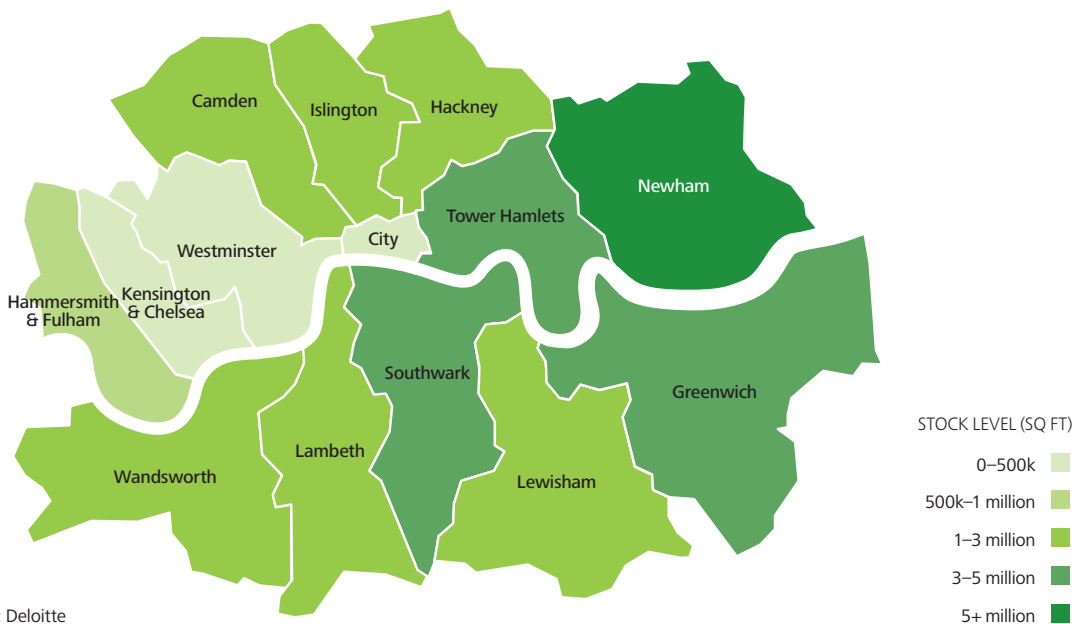 Camden
Islington
Hackney
Newham
Tower Hamlets
City
Westminster
Kensington
& Chelsea
Hammersmith
& Fulham
Southwark
Greenwich
Lambeth
Wandsworth
Lewisham
STOCK LEVEL (SQ FT)
0–500k
500k–1 million
1–3 million
3–5 million
5+ million
: Deloitte